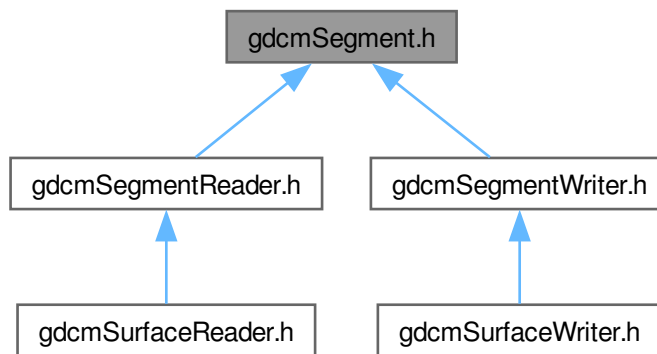 gdcmSegment.h
gdcmSegmentReader.h
gdcmSegmentWriter.h
gdcmSurfaceReader.h
gdcmSurfaceWriter.h